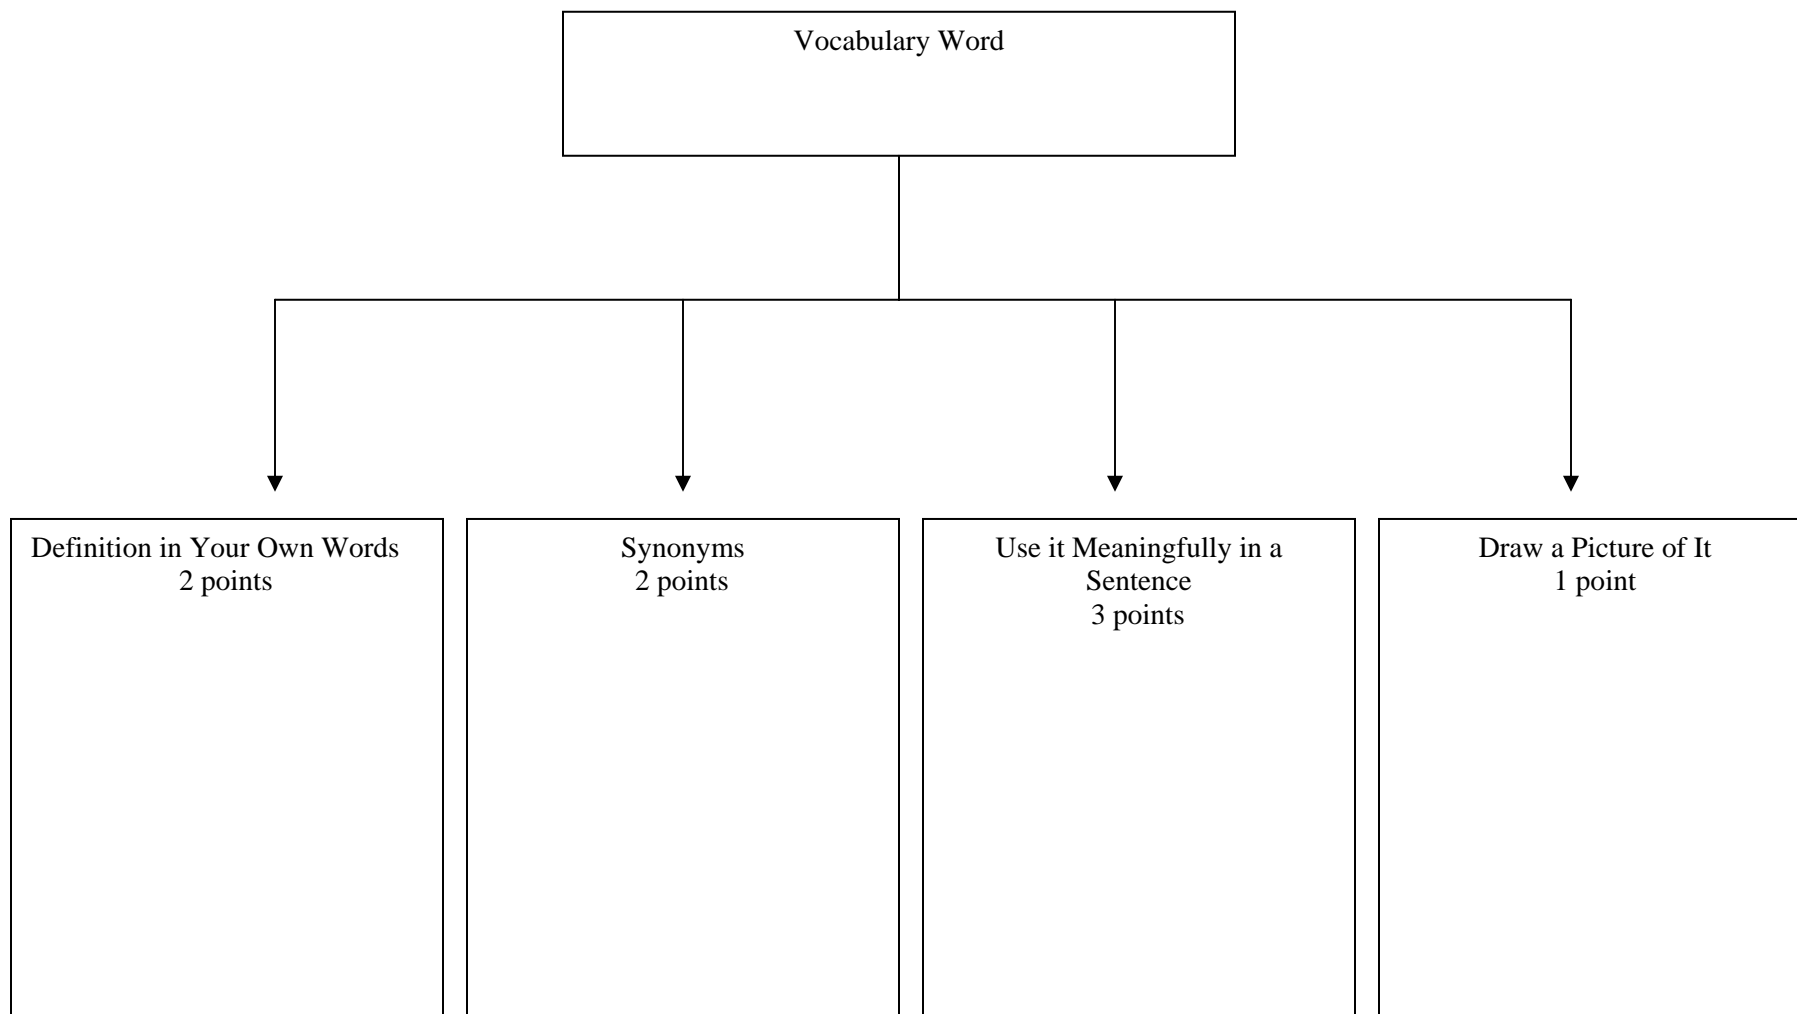 Vocabulary Word
Definition in Your Own Words
2 points
Synonyms
2 points
Use it Meaningfully in a
Sentence
3 points
Draw a Picture of It
1 point